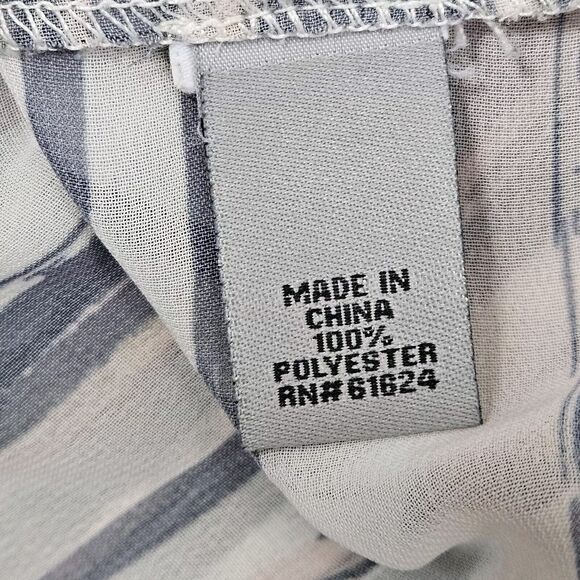 MADE IN
CHINA
100%
POLYESTER
RN# 61624